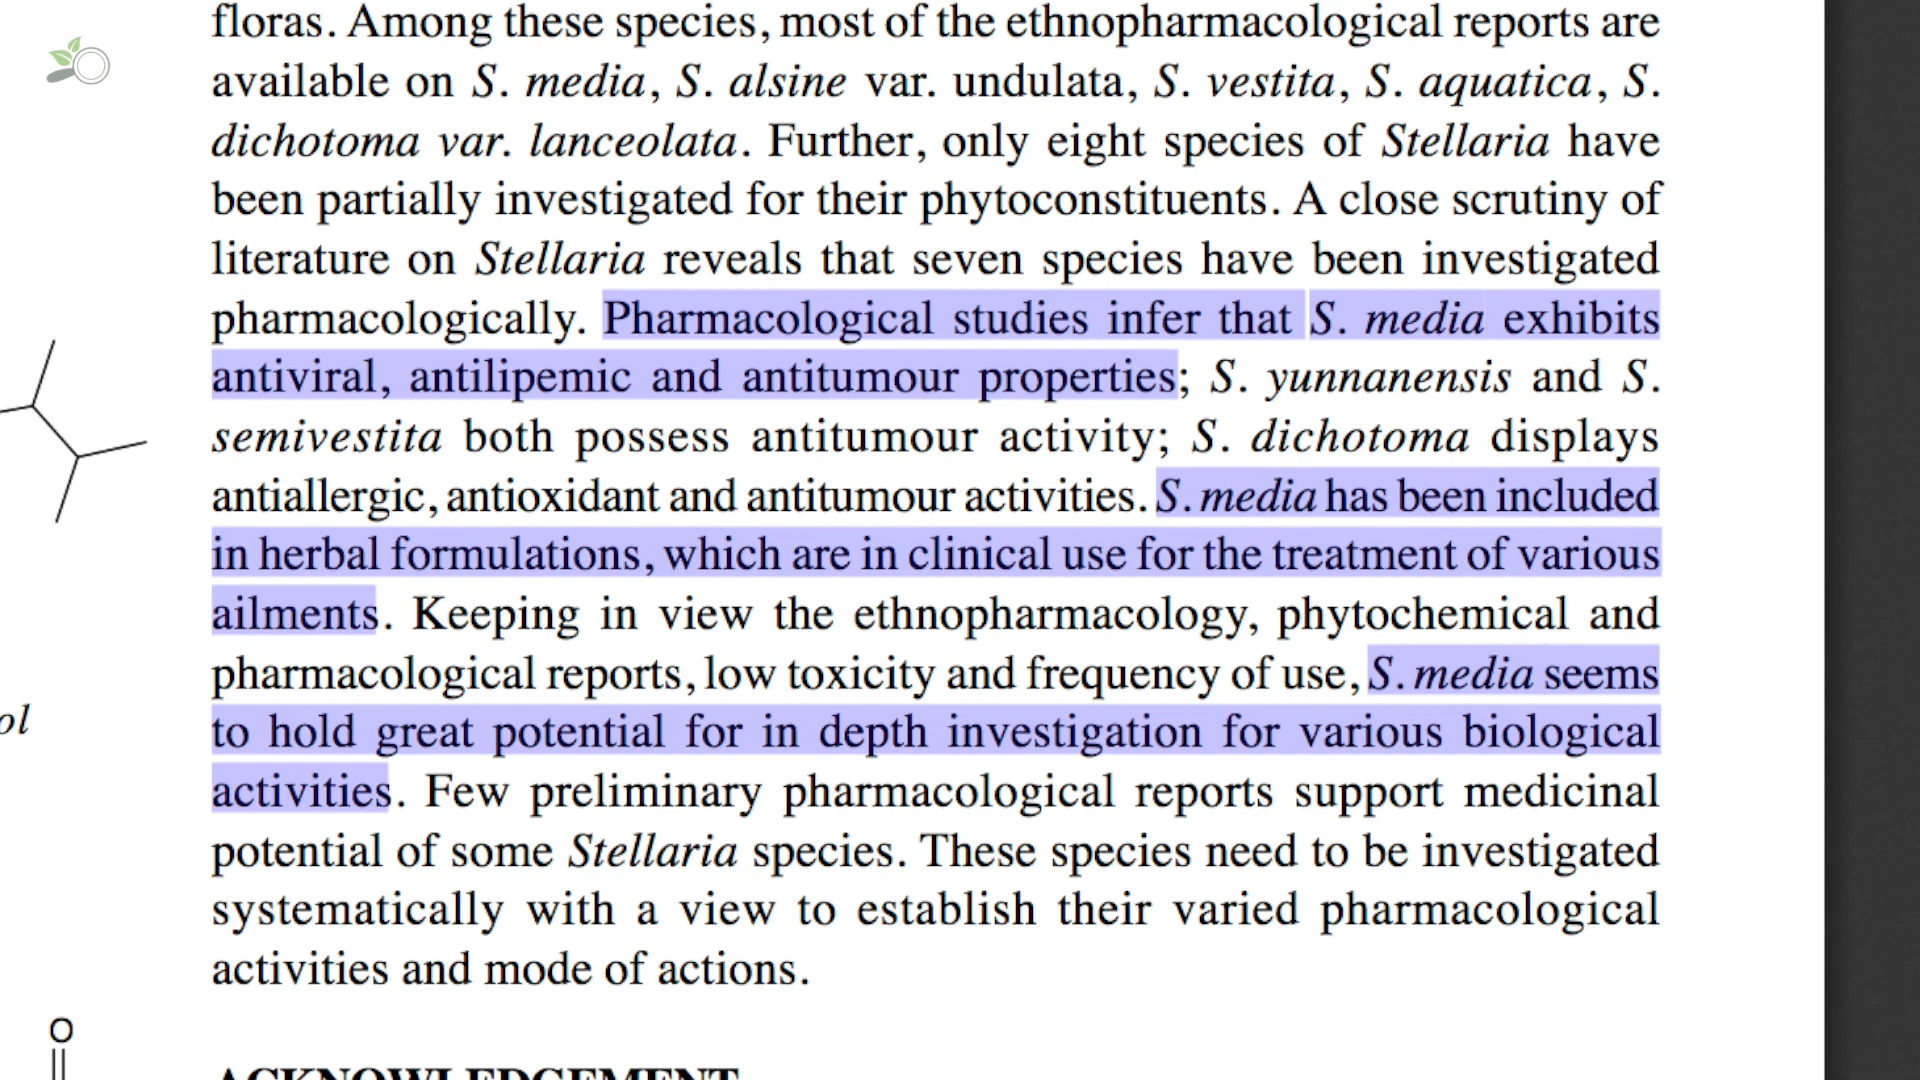 floras. Among these species, most of the ethnopharmacological reports are
available on S. media, S. alsine var. undulata, S. vestita, S. aquatica, S.
dichotoma var. lanceolata. Further, only eight species of Stellaria have
been partially investigated for their phytoconstituents. A close scrutiny of
literature on Stellaria reveals that seven species have been investigated
pharmacologically. Pharmacological studies infer that S. media exhibits
antiviral, antilipemic and antitumour properties; S. yunnanensis and S.
semivestita both possess antitumour activity; S. dichotoma displays
antiallergic, antioxidant and antitumour activities. S. media has been included
in herbal formulations, which are in clinical use for the treatment of various
ailments. Keeping in view the ethnopharmacology, phytochemical and
pharmacological reports, low toxicity and frequency of use, S. media seems
ol
to hold great potential for in depth investigation for various biological
activities. Few preliminary pharmacological reports support medicinal
potential of some Stellaria species. These species need to be investigated
systematically with a view to establish their varied pharmacological
activities and mode of actions.
O
ACKNOWLEDGEMENT